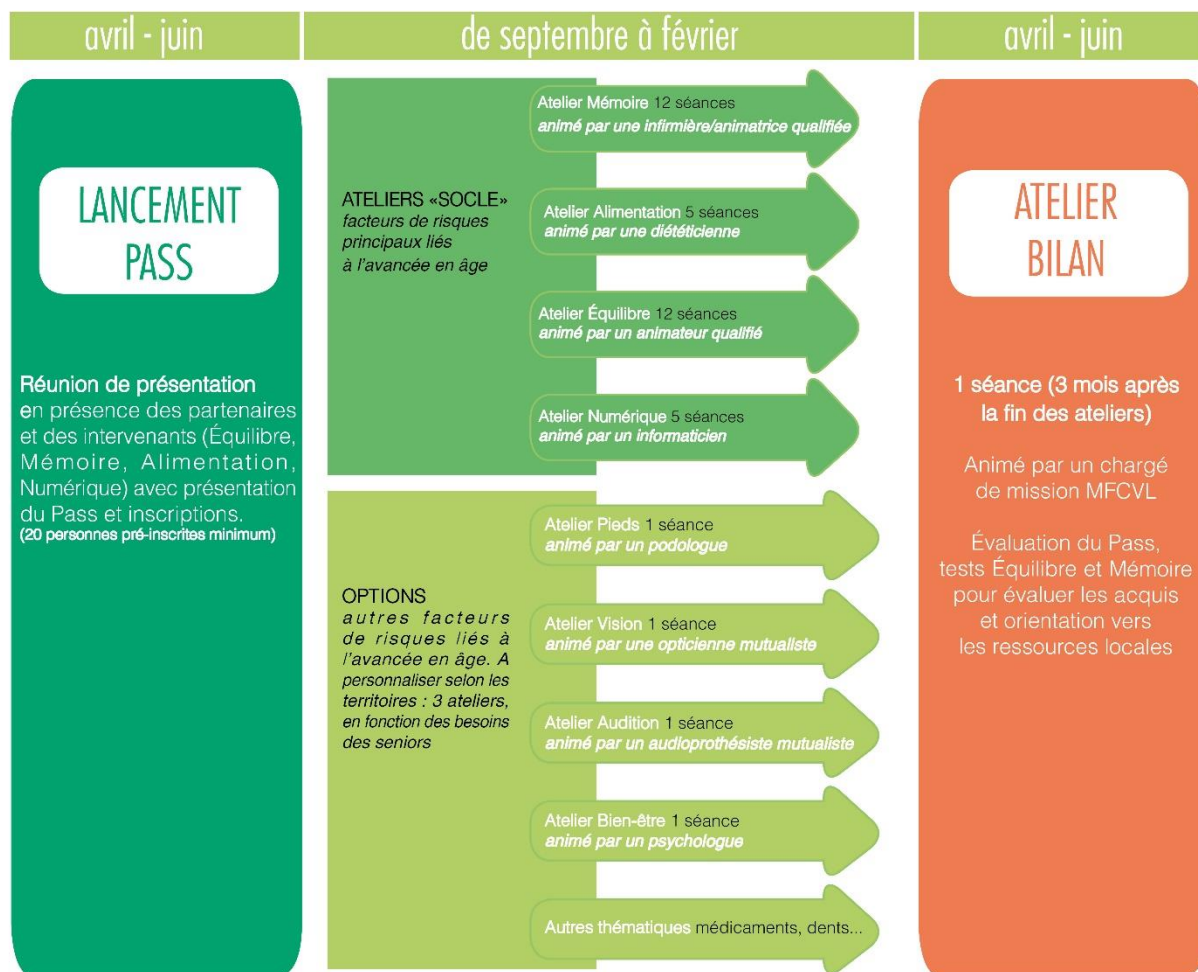 avril - juin
de septembre à février
avril - juin
LANCEMENT
PASS
Réunion de présentation
en présence des partenaires
et des intervenants (Équilibre,
Mémoire, Alimentation,
Numérique) avec présentation
du Pass et inscriptions.
(20 personnes pré-inscrites minimum)
ATELIERS «SOCLE»
facteurs de risques
principaux liés
à l'avancée en âge
Atelier Mémoire 12 séances
animé par une infirmière/animatrice qualifiée
Atelier Alimentation 5 séances
animé par une diététicienne
Atelier Équilibre 12 séances
animé par un animateur qualifié
Atelier Numérique 5 séances
animé par un informaticien
OPTIONS
autres facteurs
de risques liés à
l'avancée en âge. A
personnaliser selon les
territoires : 3 ateliers,
en fonction des besoins
des seniors
Atelier Pieds 1 séance
animé par un podologue
Atelier Vision 1 séance
animé par une opticienne mutualiste
Atelier Audition 1 séance
animé par un audioprothésiste mutualiste
Atelier Bien-être 1 séance
animé par un psychologue
Autres thématiques médicaments, dents...
ATELIER
BILAN
1 séance (3 mois après
la fin des ateliers)
Animé par un chargé
de mission MFCVL
Évaluation du Pass,
tests Équilibre et Mémoire
pour évaluer les acquis
et orientation vers
les ressources locales